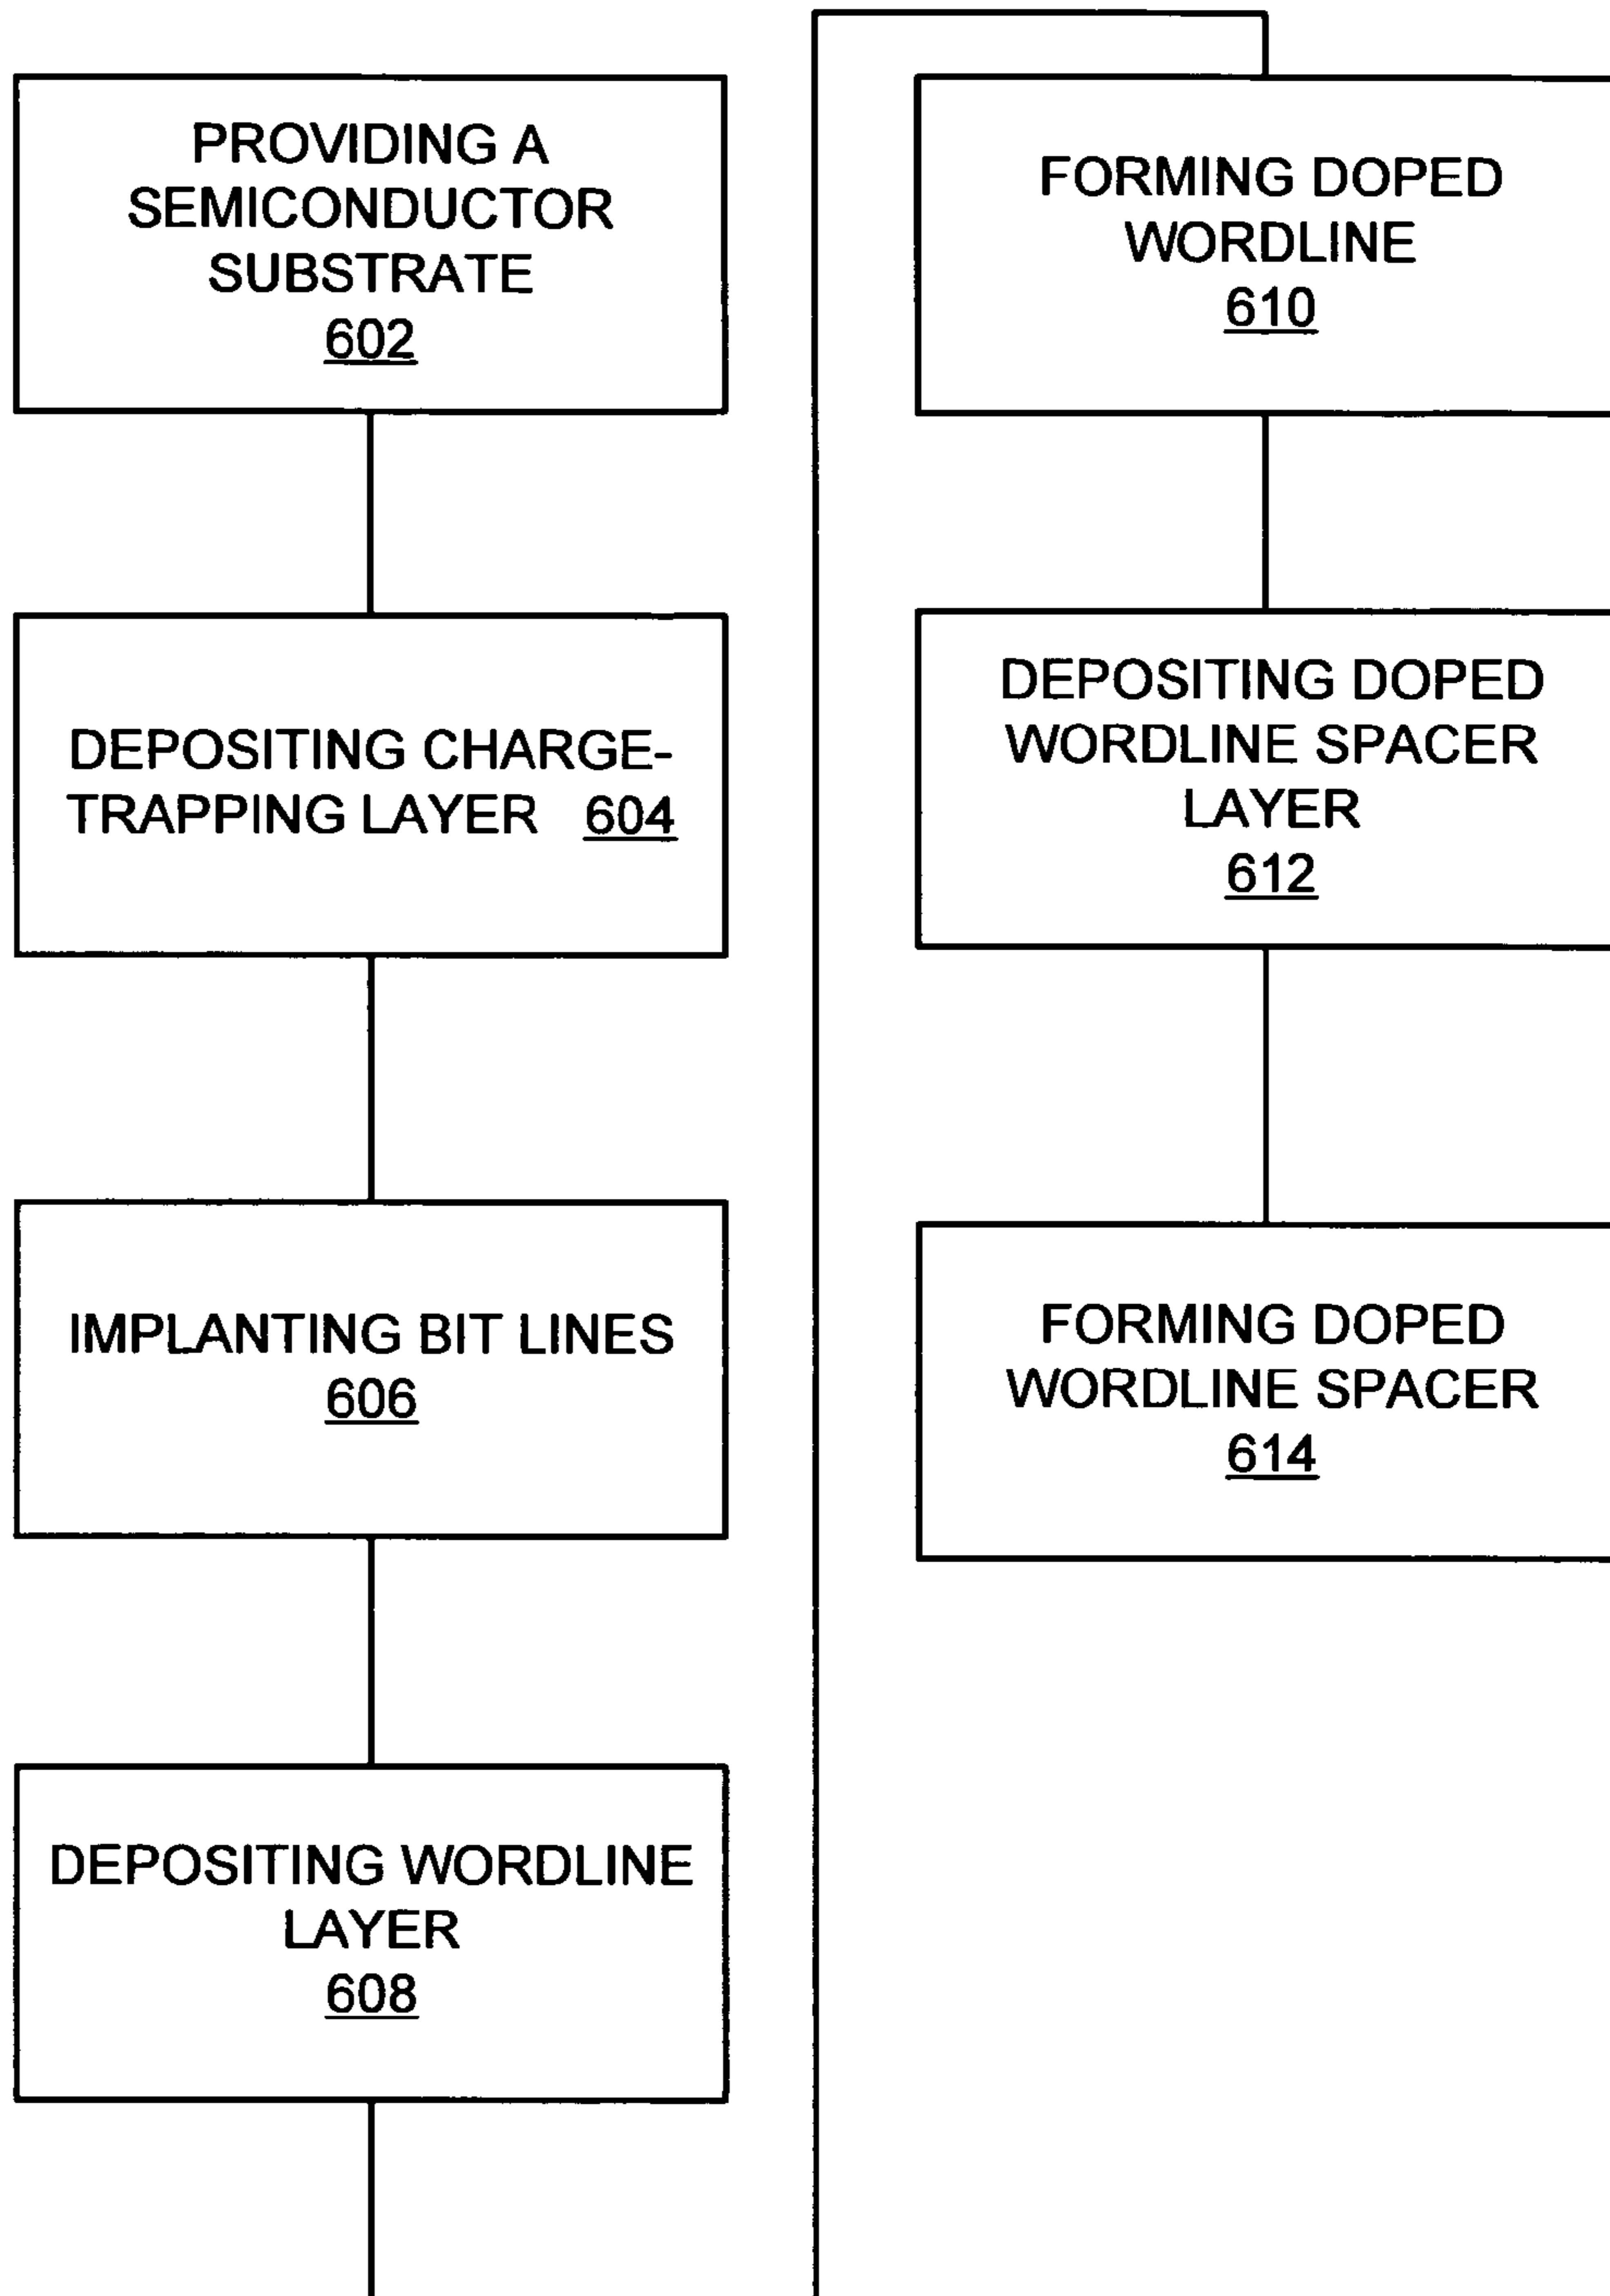 PROVIDING A
SEMICONDUCTOR
SUBSTRATE
602
DEPOSITING CHARGE-
TRAPPING LAYER 604
IMPLANTING BIT LINES
606
DEPOSITING WORDLINE
LAYER
608
FORMING DOPED
WORDLINE
610
DEPOSITING DOPED
WORDLINE SPACER
LAYER
612
FORMING DOPED
WORDLINE SPACER
614